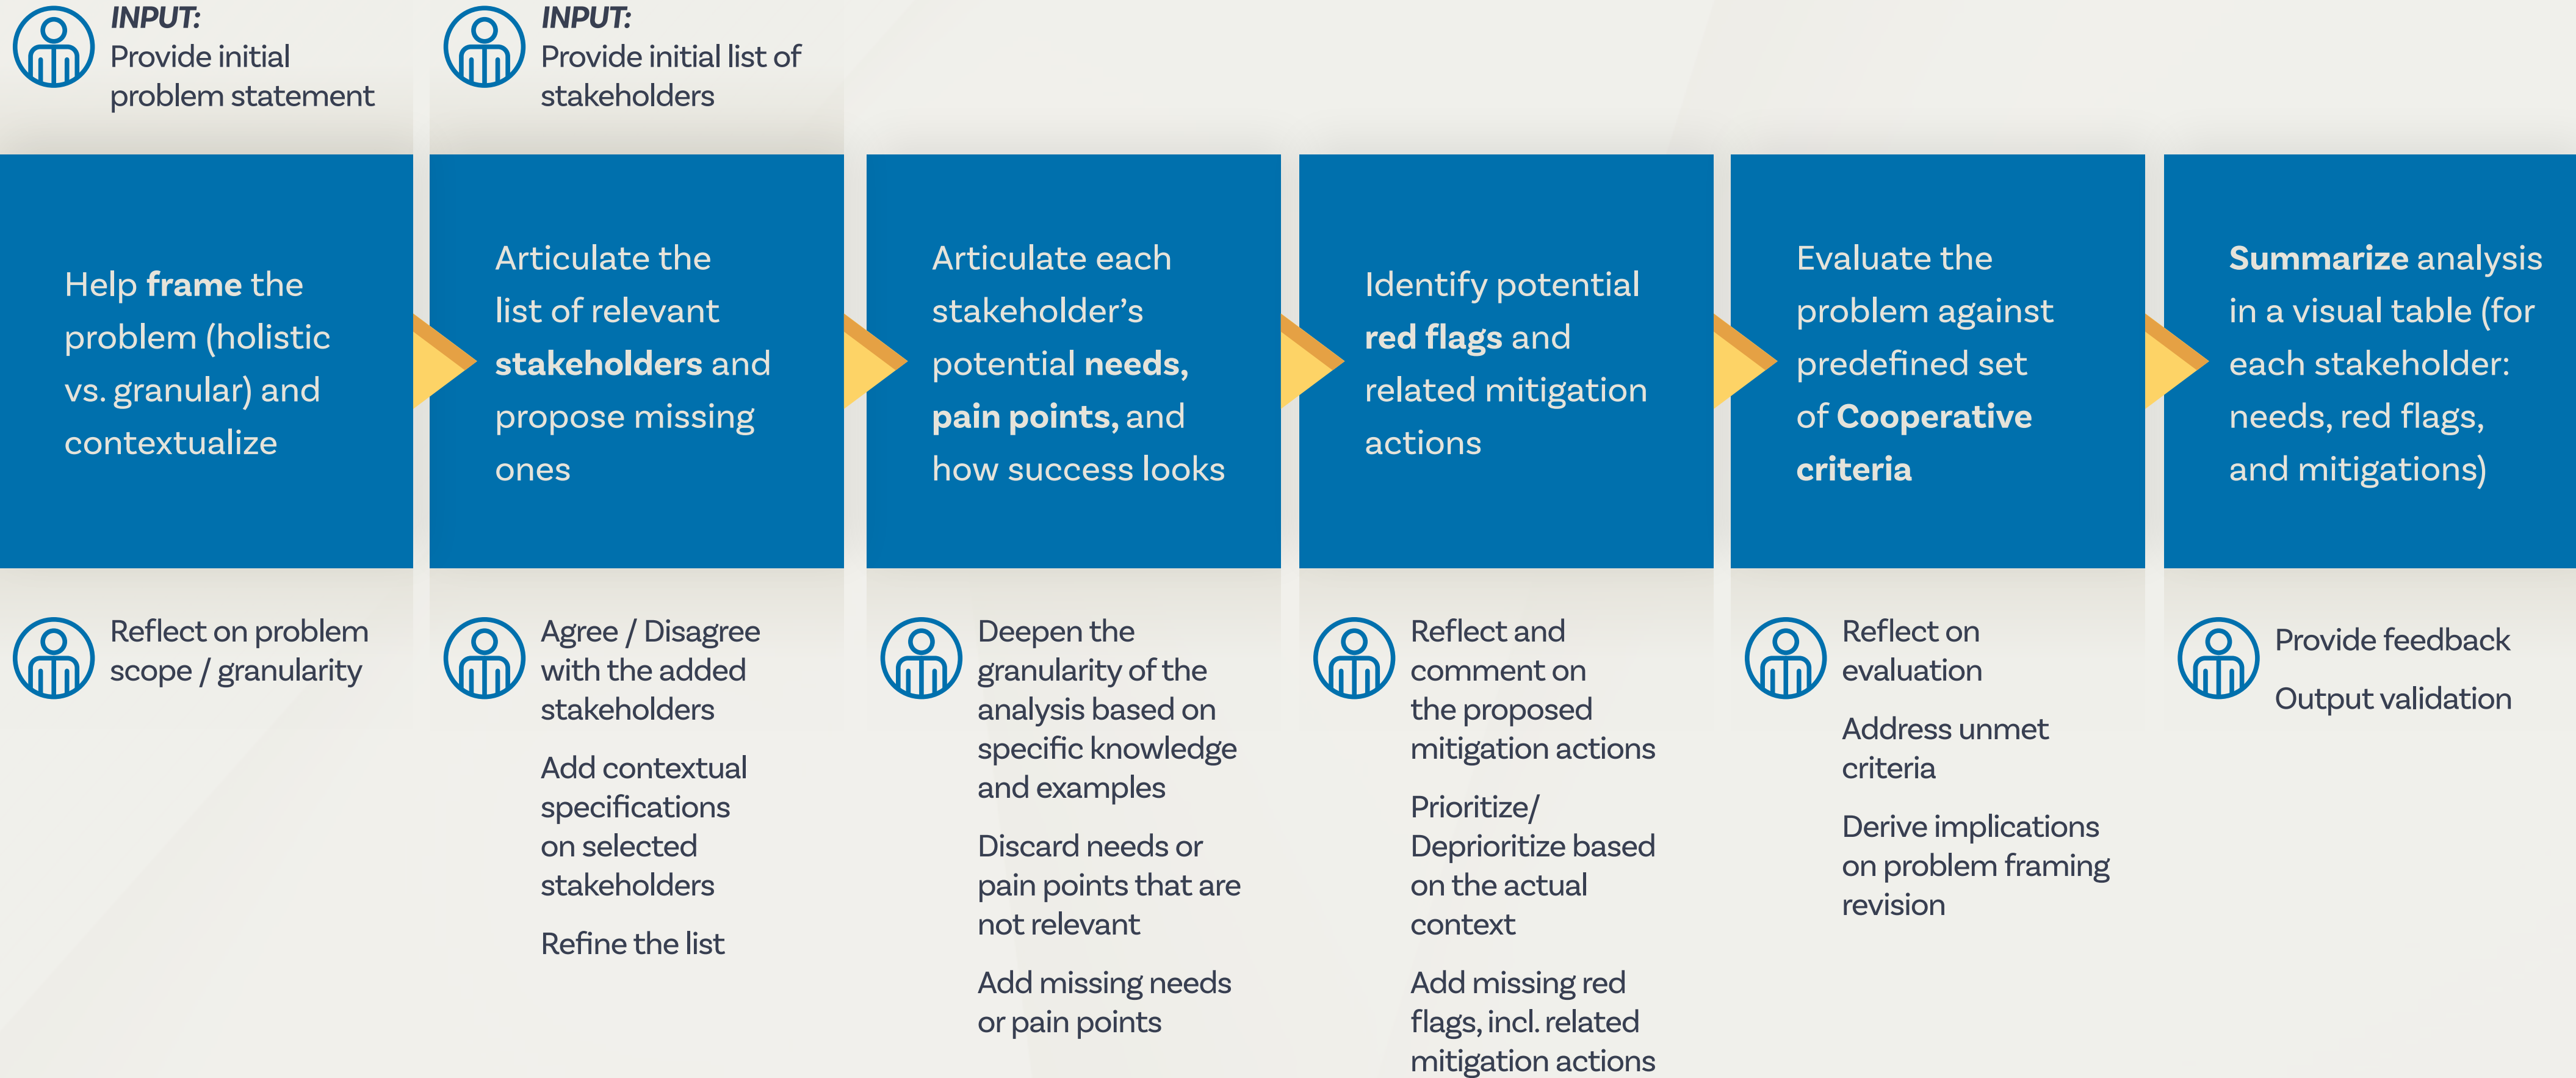 INPUT:
Provide initial
problem statement
INPUT:
Provide initial list of
stakeholders
Help frame the
problem (holistic
vs. granular) and
contextualize
Articulate the
list of relevant
stakeholders and
propose missing
ones
Articulate each
stakeholder’s
potential needs,
pain points, and
how success looks
Identify potential
red flags and
related mitigation
actions
Evaluate the
problem against
predefined set
of Cooperative
criteria
Summarize analysis
in a visual table (for
each stakeholder:
needs, red flags,
and mitigations)
Reflect on problem
scope / granularity
Agree / Disagree
with the added
stakeholders
Add contextual
specifications
on selected
stakeholders
Refine the list
Deepen the
granularity of the
analysis based on
specific knowledge
and examples
Discard needs or
pain points that are
not relevant
Add missing needs
or pain points
Reflect and
comment on
the proposed
mitigation actions
Prioritize/
Deprioritize based
on the actual
context
Add missing red
flags, incl. related
mitigation actions
Reflect on
evaluation
Address unmet
criteria
Derive implications
on problem framing
revision
Provide feedback
Output validation